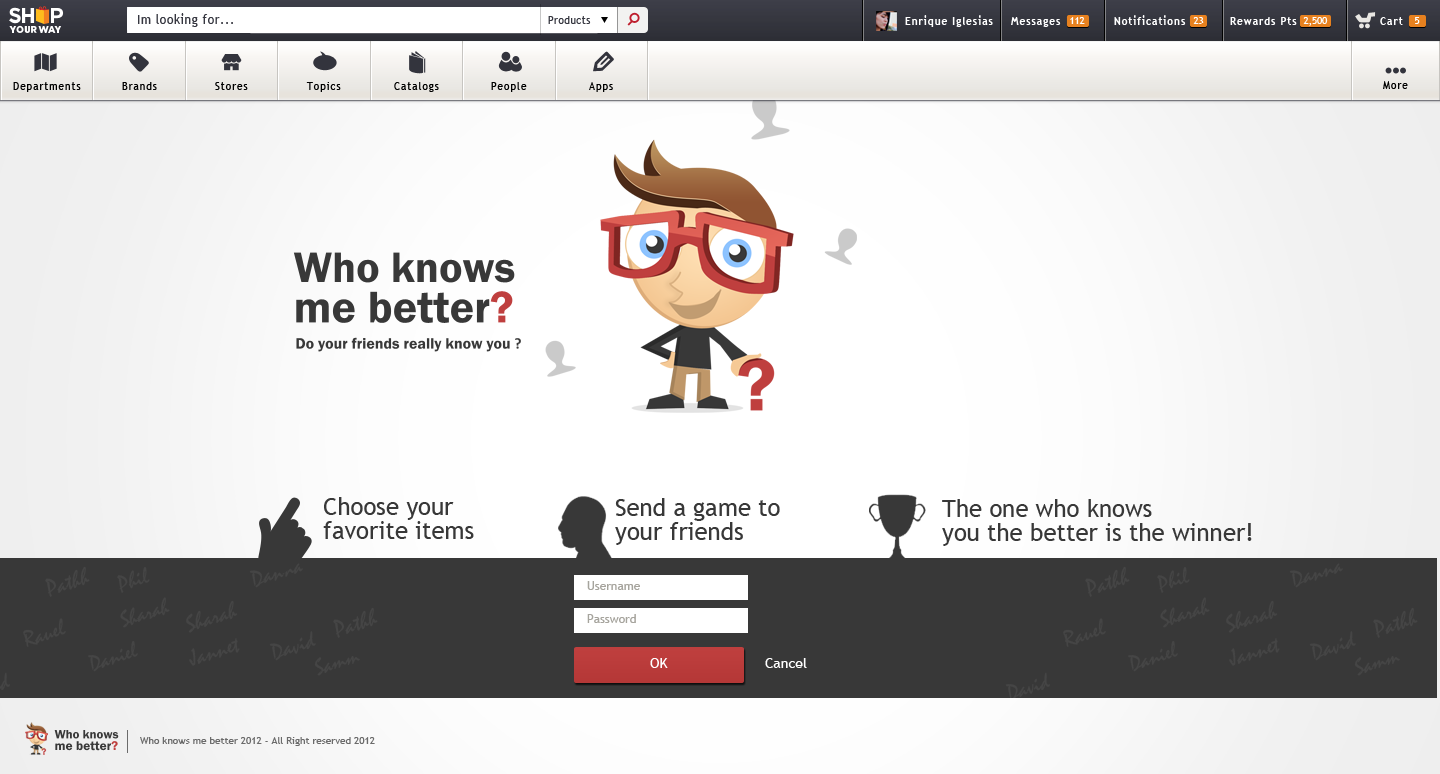 SHOP
YOUR WAY
Im looking for...
Products
Enrique Iglesias
Messages 112
Notifications 23
Rewards Pts 2,500
Cart 5
Departments
Brands
Stores
Topics
Catalogs
People
Apps
More
Who knows
me better?
Do your friends really know you ?
?
Choose your
favorite items
Send a game to
your friends
The one who knows
you the better is the winner!
Pathh Phil Danna
Rauel Sharah Sharah Pathh
Daniel Jannet David
Samm
Username
Password
OK
Cancel
Pathh Phil Danna
Rauel Sharah Sharah Pathh
Daniel Jannet David
Samm
David
Who knows
me better?
Who knows me better 2012 - All Right reserved 2012